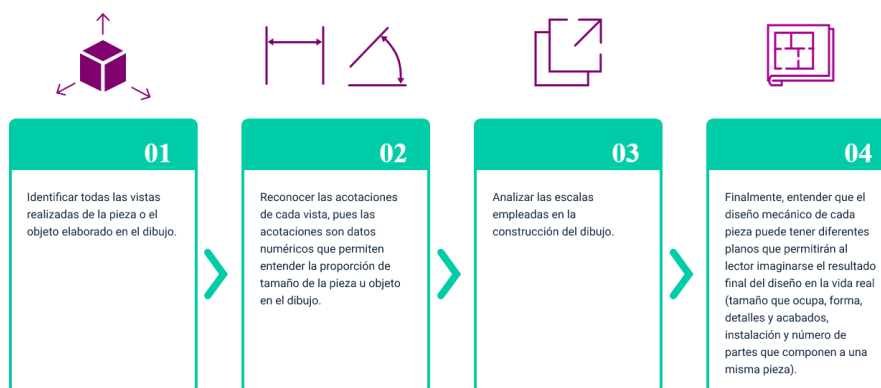 01
Identificar todas las vistas
realizadas de la pieza o el
objeto elaborado en el dibujo.
02
Reconocer las acotaciones
de cada vista, pues las
acotaciones son datos
numéricos que permiten
entender la proporción de
tamaño de la pieza u objeto
en el dibujo.
03
Analizar las escalas
empleadas en la
construcción del dibujo.
04
Finalmente, entender que el
diseño mecánico de cada
pieza puede tener diferentes
planos que permitirán al
lector imaginarse el resultado
final del diseño en la vida real
(tamaño que ocupa, forma,
detalles y acabados,
instalación y número de
partes que componen a una
misma pieza).